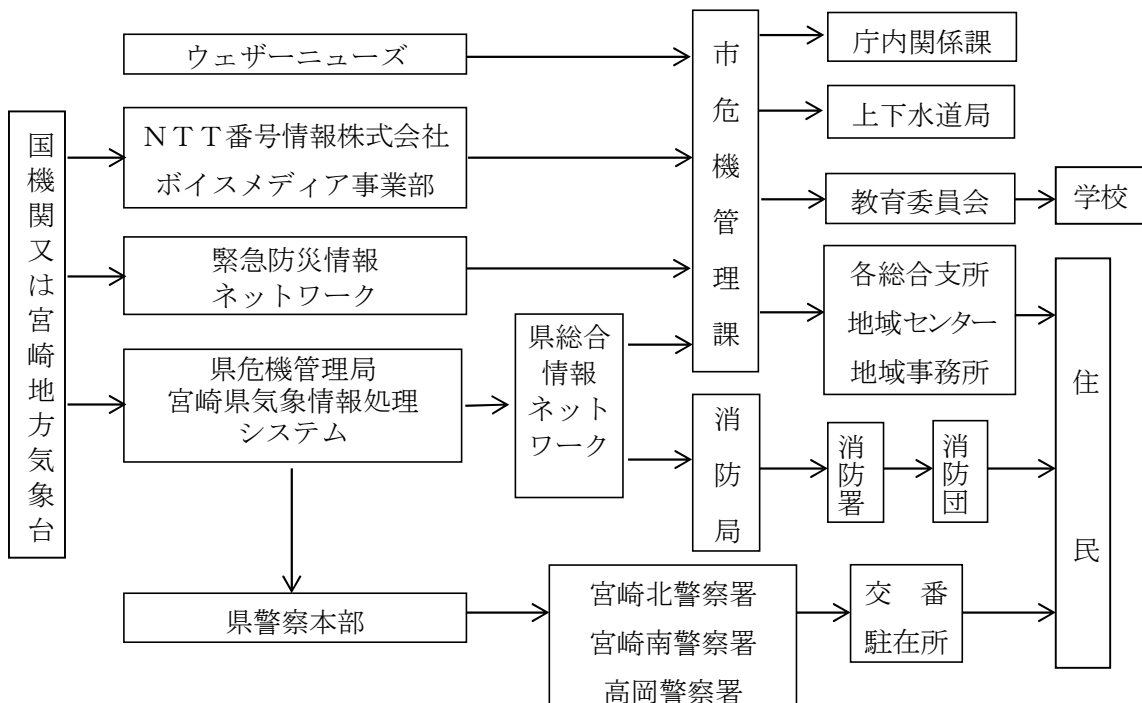 ウェザーニューズ
国機関又は宮崎地方気象台
ＮＴＴ番号情報株式会社
ボイスメディア事業部
緊急防災情報
ネットワーク
県危機管理局
宮崎県気象情報処理
システム
県警察本部
県総合
情報
ネット
ワーク
市危機管理課
消防局
庁内関係課
上下水道局
教育委員会
学校
各総合支所
地域センター
地域事務所
消防署
消防団
宮崎北警察署
宮崎南警察署
高岡警察署
交　番
駐在所
住民